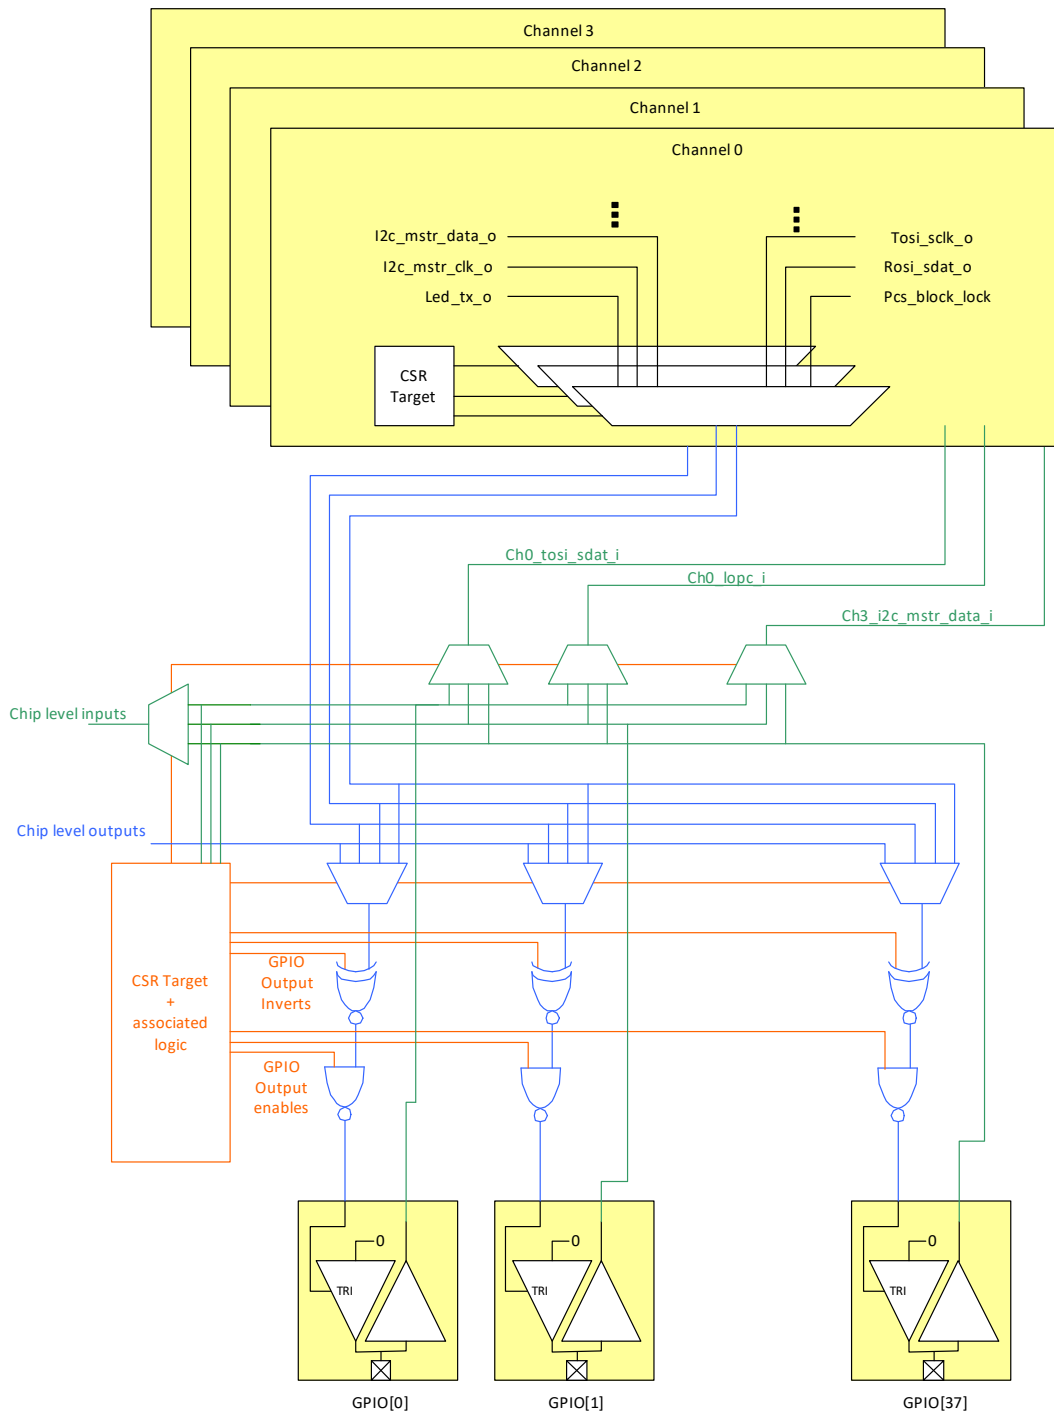 Channel 3
Channel 2
Channel 1
Channel 0
I2c_mstr_data_o
Tosi_sclk_o
I2c_mstr_clk_o
Rosi_sdat_o
Led_tx_o
Pcs_block_lock
CSR
Target
Ch0_tosi_sdat_i
Ch0_lopc_i
Ch3_i2c_mstr_data_i
Chip level inputs
Chip level outputs
CSR Target
+
associated
logic
GPIO
Output
Inverts
GPIO
Output
enables
0
0
0
TRI
TRI
TRI
GPIO[0]
GPIO[1]
GPIO[37]